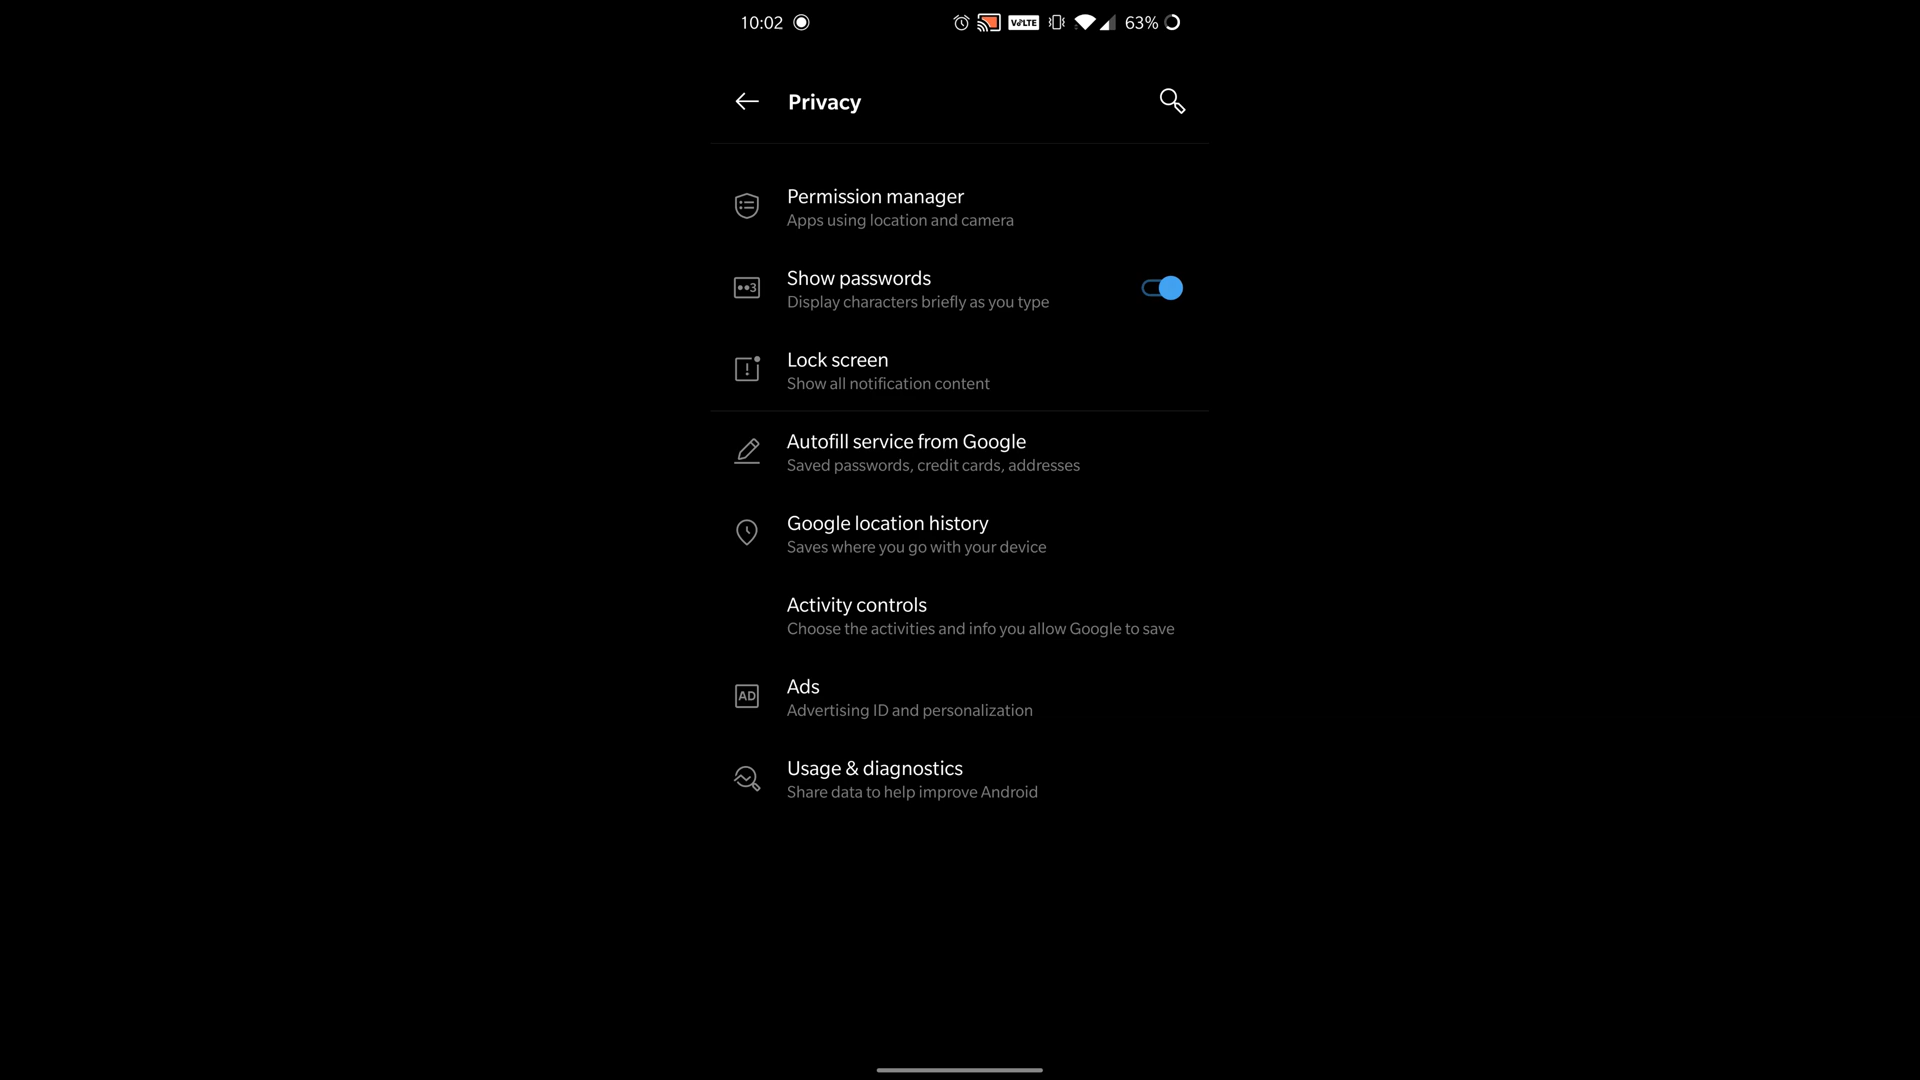 10:02 VoLTE 63%
Privacy
Permission manager
Apps using location and camera
••3
Show passwords
Display characters briefly as you type
Lock screen
Show all notification content
Autofill service from Google
Saved passwords, credit cards, addresses
Google location history
Saves where you go with your device
Activity controls
Choose the activities and info you allow Google to save
AD
Ads
Advertising ID and personalization
Usage & diagnostics
Share data to help improve Android